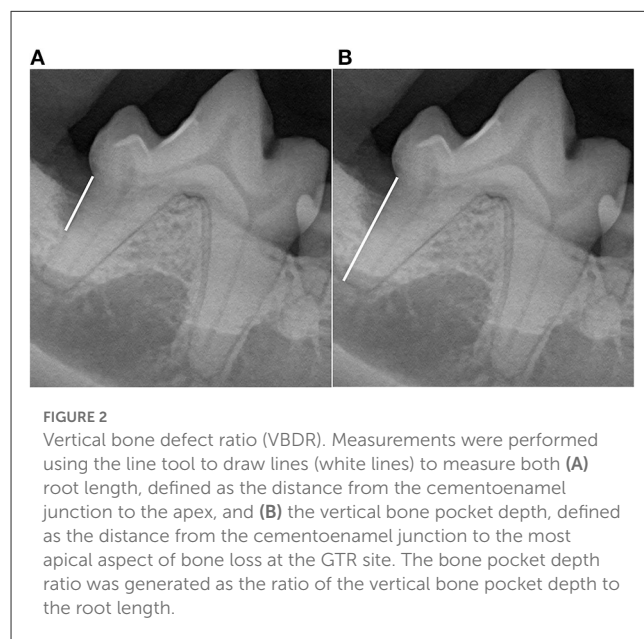 A
B
FIGURE 2
Vertical bone defect ratio (VBDR). Measurements were performed
using the line tool to draw lines (white lines) to measure both (A)
root length, defined as the distance from the cementoenamel
junction to the apex, and (B) the vertical bone pocket depth, defined
as the distance from the cementoenamel junction to the most
apical aspect of bone loss at the GTR site. The bone pocket depth
ratio was generated as the ratio of the vertical bone pocket depth to
the root length.